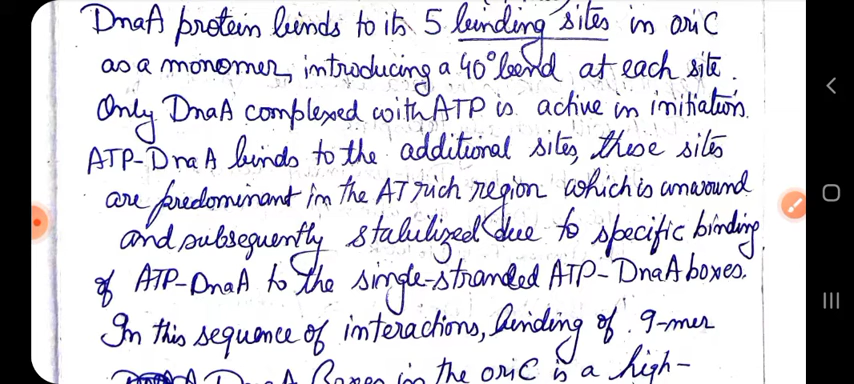 DnaA protein binds to its 5 binding sites in oriC
as a monomer, introducing a 40° bend at each site.
Only DnaA complexed with ATP is active in initiation.
ATP-DnaA binds to the additional sites, these sites
are predominant in the AT rich region which is unwound
and subsequently stabilized due to specific binding
of ATP-DnaA to the single-stranded ATP-DnaA boxes.
In this sequence of interactions, binding of 9-mer
DnaA Boxes in the oriC is a high-